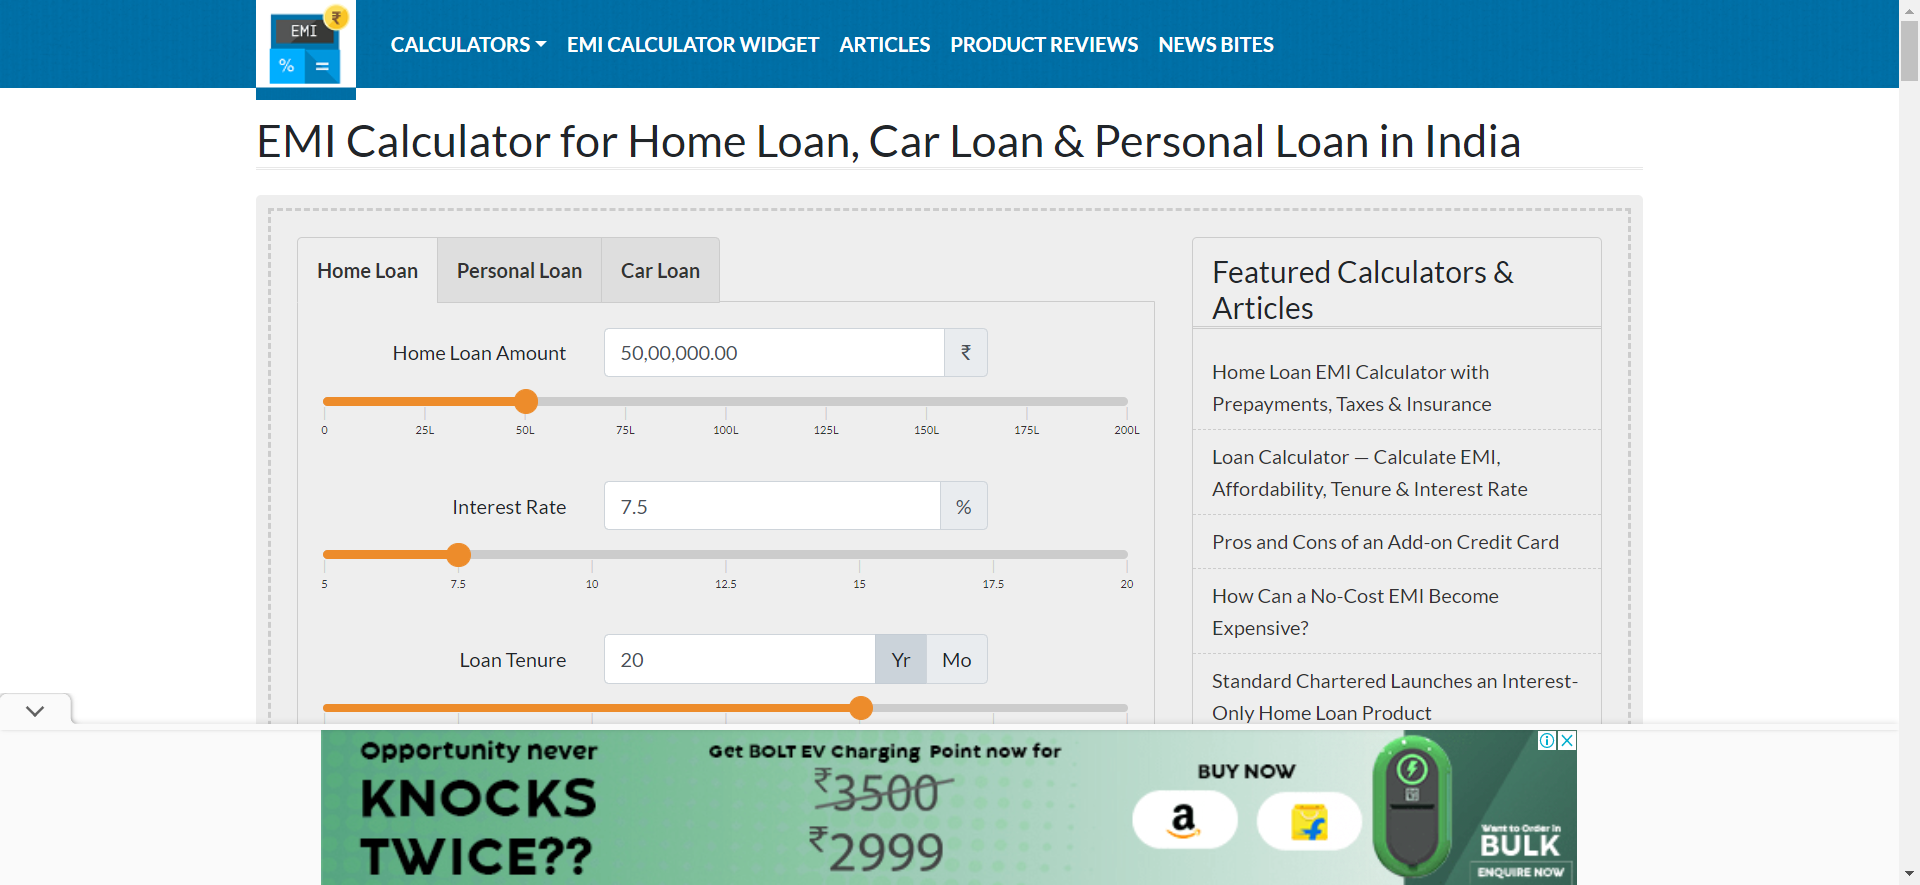 EMI
₹
%
=
CALCULATORS
EMI CALCULATOR WIDGET
ARTICLES
PRODUCT REVIEWS
NEWS BITES
EMI Calculator for Home Loan, Car Loan & Personal Loan in India
Home Loan
Personal Loan
Car Loan
Home Loan Amount
50,00,000.00
₹
0 25L 50L 75L 100L 125L 150L 175L 200L
Interest Rate
7.5
%
5 7.5 10 12.5 15 17.5 20
Loan Tenure
20
Yr
Mo
Featured Calculators &
Articles
Home Loan EMI Calculator with
Prepayments, Taxes & Insurance
Loan Calculator — Calculate EMI,
Affordability, Tenure & Interest Rate
Pros and Cons of an Add-on Credit Card
How Can a No-Cost EMI Become
Expensive?
Standard Chartered Launches an Interest-
Only Home Loan Product
Opportunity never
KNOCKS
TWICE??
Get BOLT EV Charging Point now for
₹3500
₹2999
BUY NOW
a
f
Want to Order in
BULK
ENQUIRE NOW